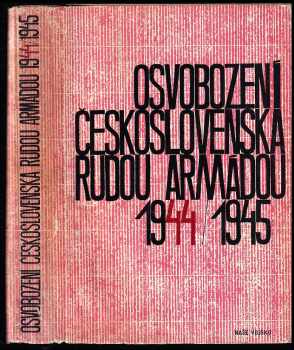 OSVOBOZENÍ ČESKOSLOVENSKA RUDOU ARMÁDOU 1944/1945
OSVOBOZENÍ
ČESKOSLOVENSKA
RUDOU ARMÁDOU
1944/1945
NAŠE VOJSKO